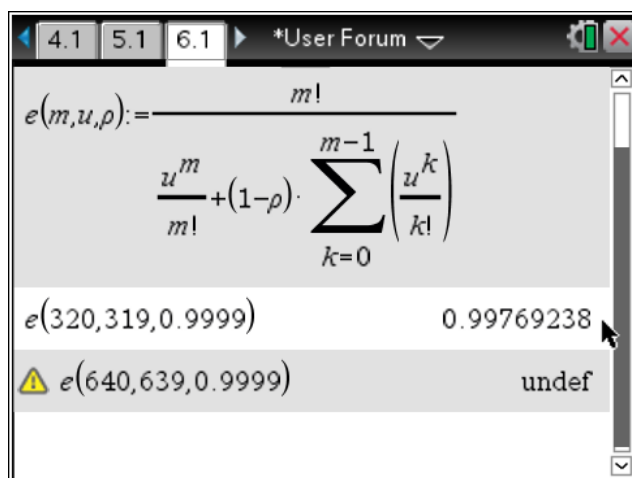 4.1 5.1 6.1 *User Forum
m!
e(m,u,ρ):=
u^m/m!+(1-ρ)·∑_{k=0}^{m-1}(u^k/k!)
e(320,319,0.9999) 0.99769238
e(640,639,0.9999) undef